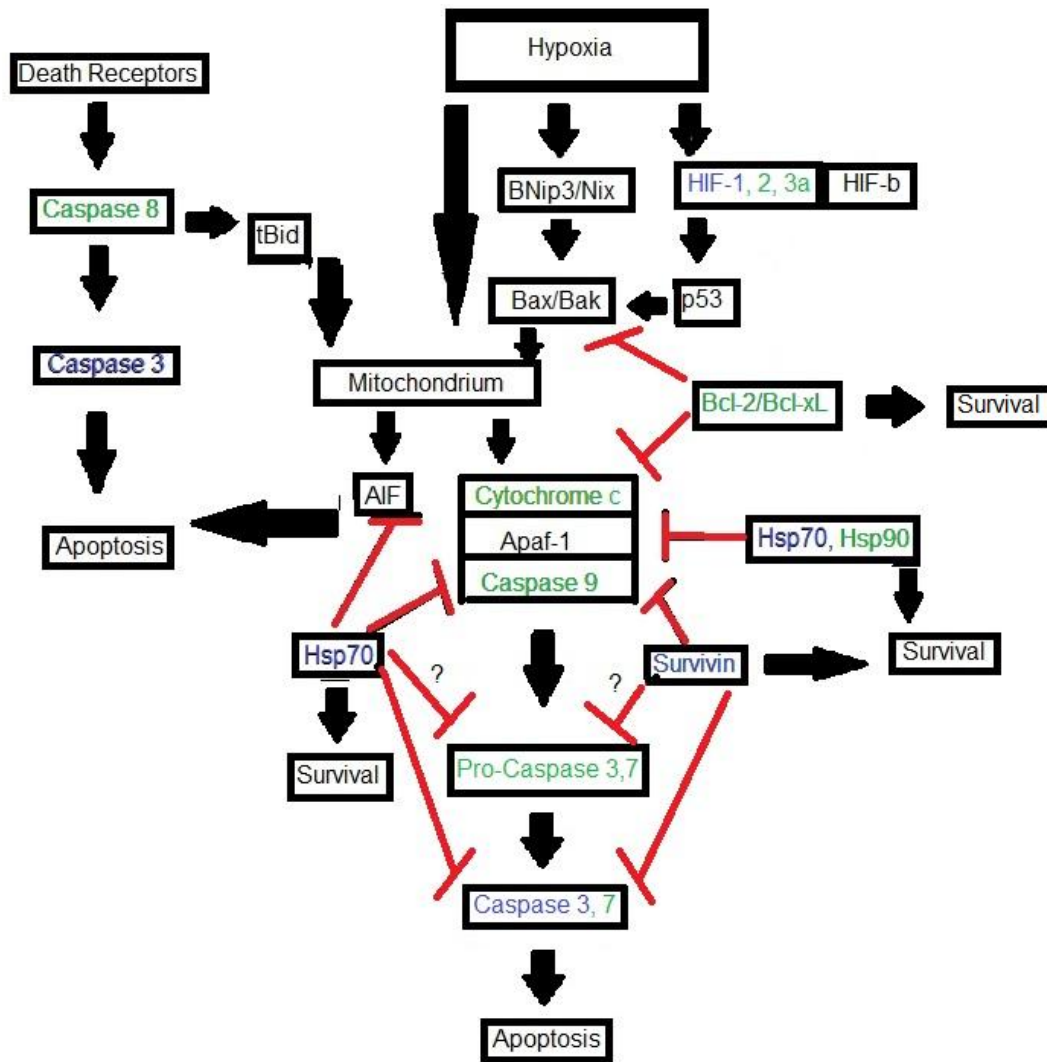 Hypoxia
Death Receptors
BNip3/Nix
HIF-1, 2, 3a
HIF-b
Caspase 8
tBid
Bax/Bak
p53
Caspase 3
Mitochondrium
Bcl-2/Bcl-xL
Survival
AIF
Cytochrome c
Apaf-1
Caspase 9
Hsp70, Hsp90
Apoptosis
Hsp70
?
?
Survivin
Survival
Survival
Pro-Caspase 3,7
Caspase 3, 7
Apoptosis